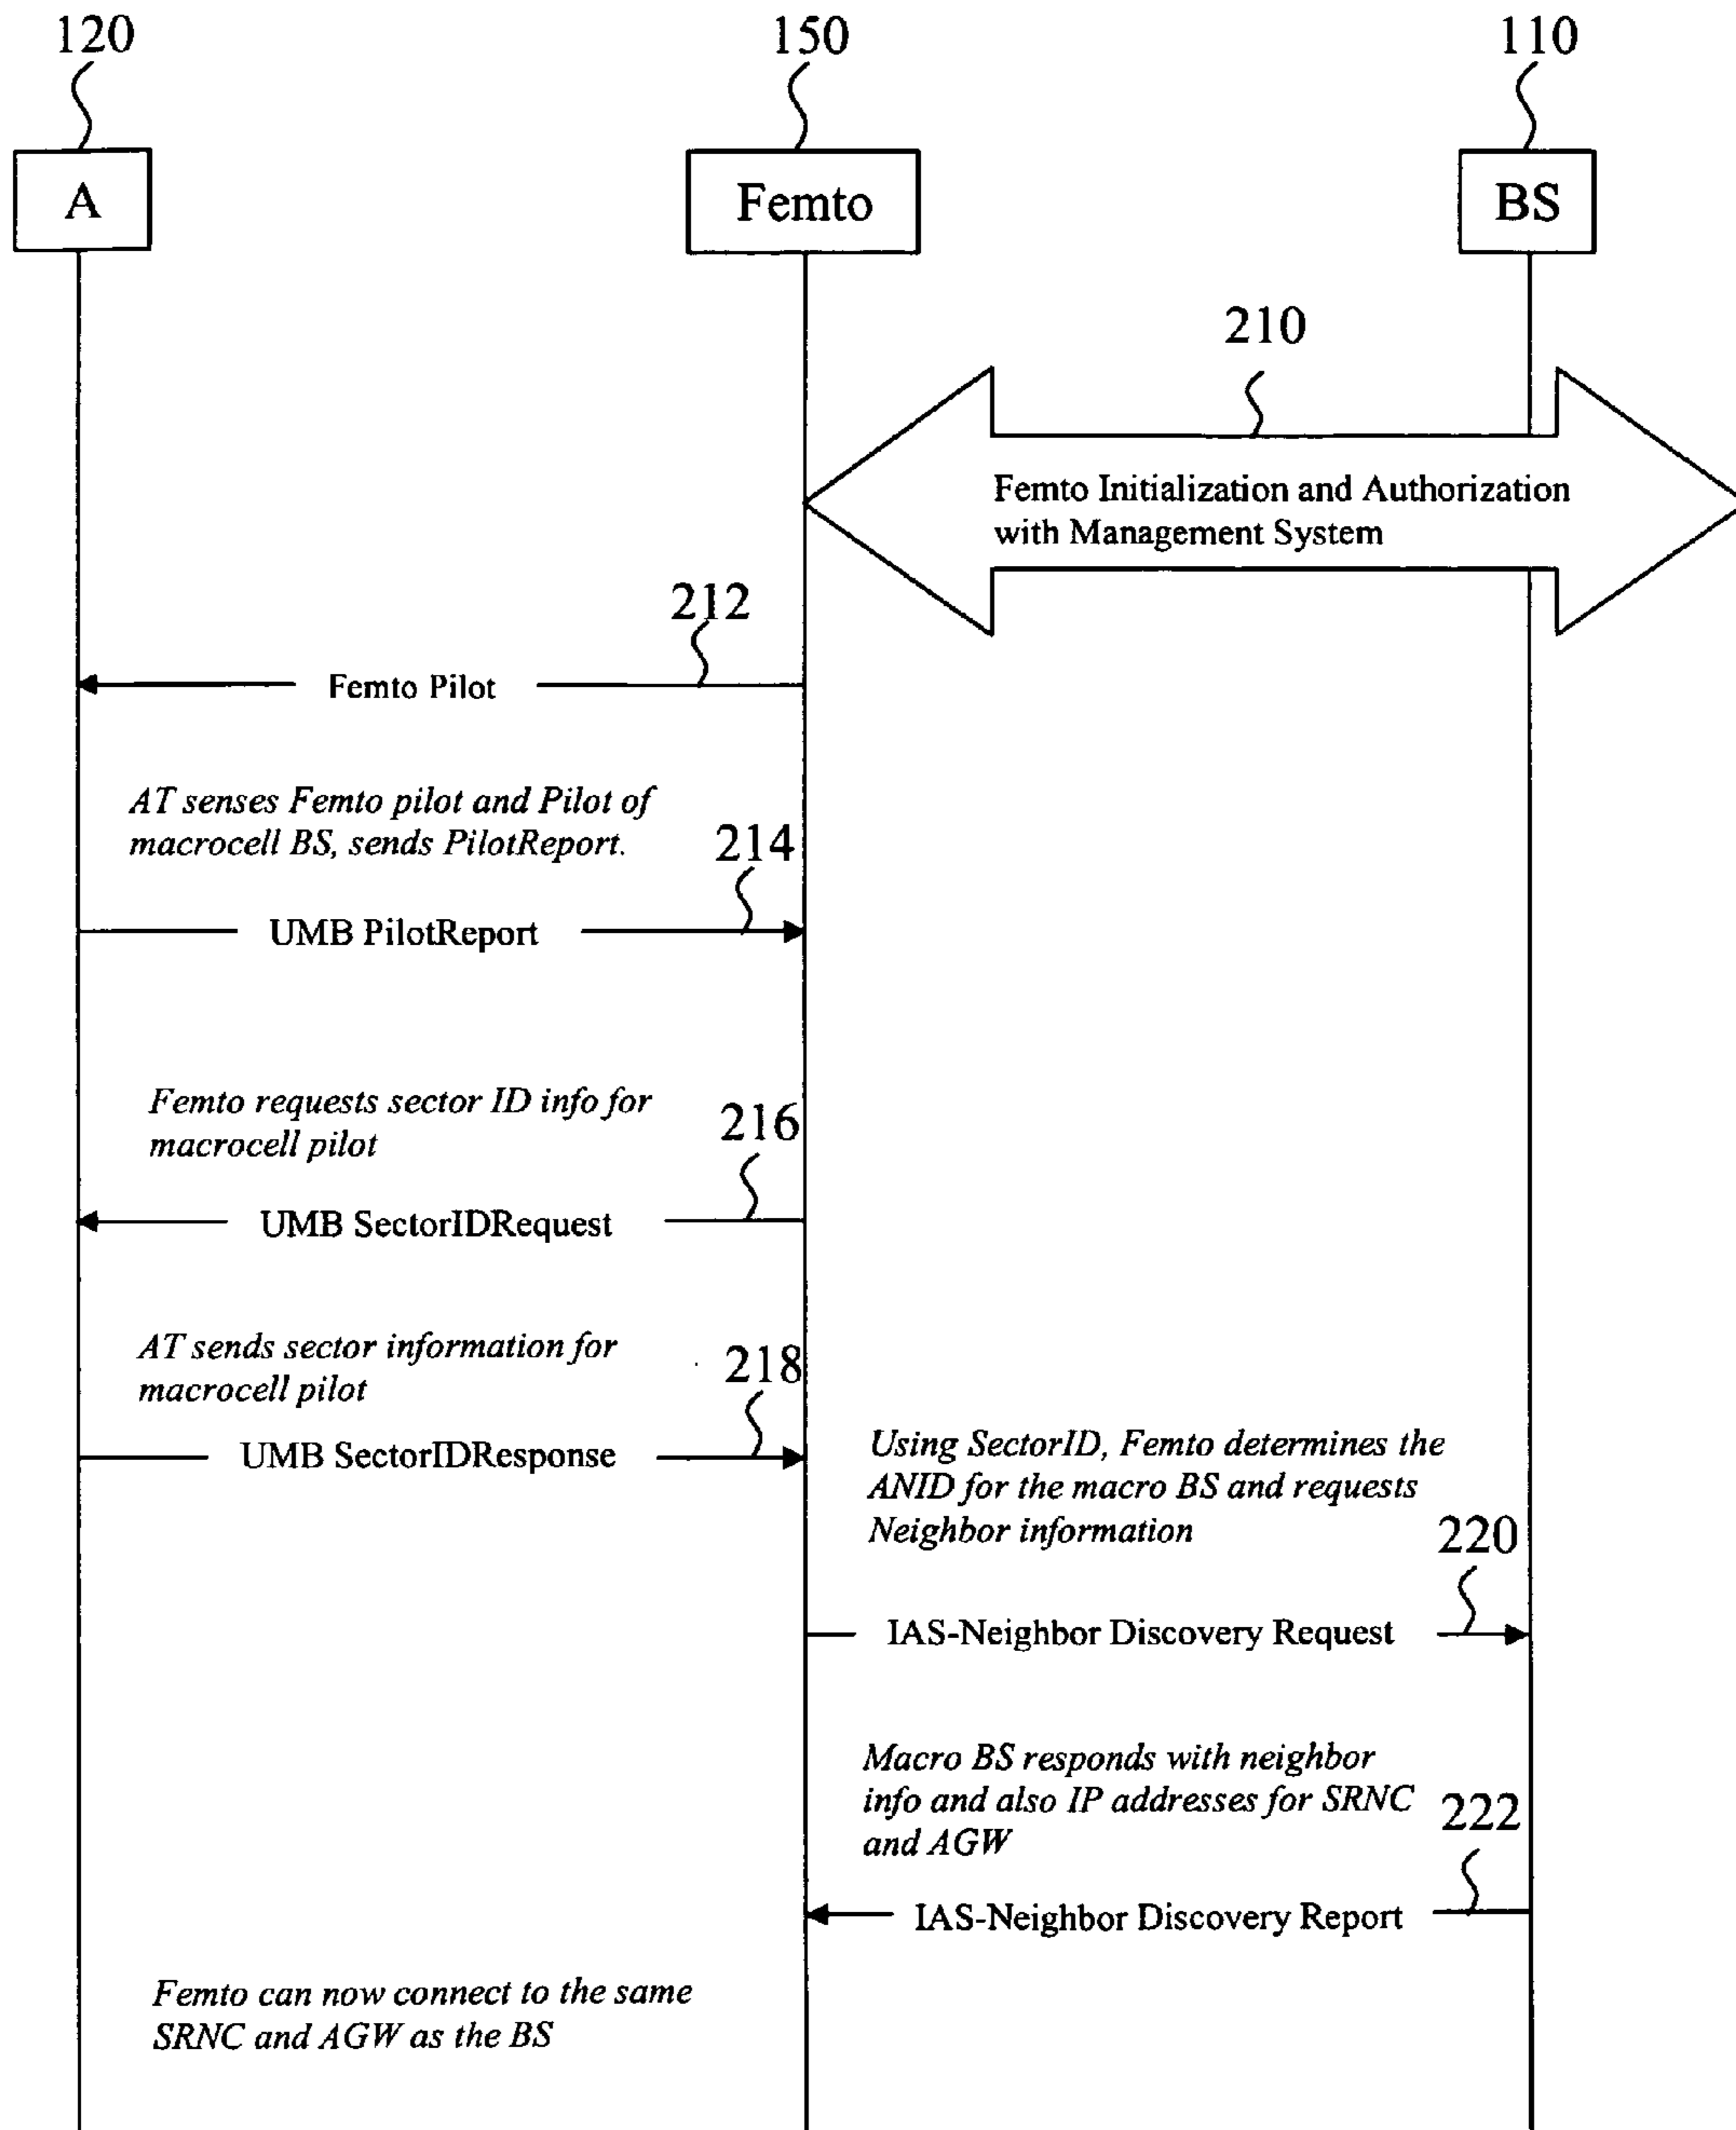 120
150
110
A
Femto
BS
210
Femto Initialization and Authorization
with Management System
212
Femto Pilot
AT senses Femto pilot and Pilot of
macrocell BS, sends PilotReport.
214
UMB PilotReport
Femto requests sector ID info for
macrocell pilot
216
UMB SectorIDRequest
AT sends sector information for
macrocell pilot
218
UMB SectorIDResponse
Using SectorID, Femto determines the
ANID for the macro BS and requests
Neighbor information
220
IAS-Neighbor Discovery Request
Macro BS responds with neighbor
info and also IP addresses for SRNC
and AGW
222
IAS-Neighbor Discovery Report
Femto can now connect to the same
SRNC and AGW as the BS